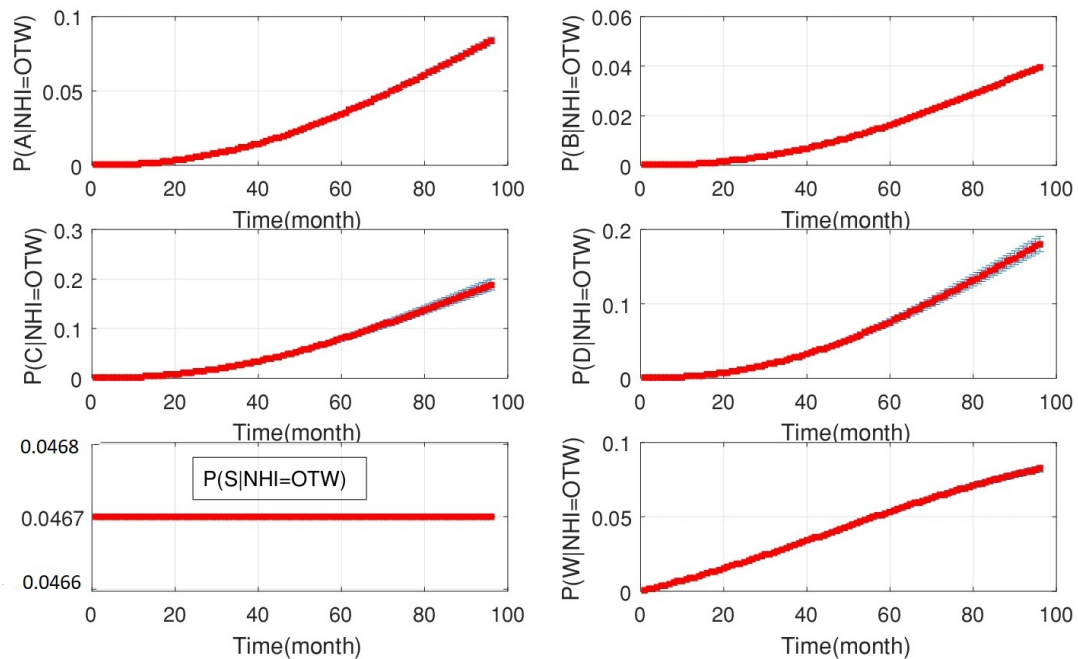 0.1
0.05
0
P(A|NHI=OTW)
0 20 40 60 80 100
Time(month)
0.06
0.04
0.02
0
P(B|NHI=OTW)
0 20 40 60 80 100
Time(month)
0.3
0.2
0.1
0
P(C|NHI=OTW)
0 20 40 60 80 100
Time(month)
0.2
0.1
0
P(D|NHI=OTW)
0 20 40 60 80 100
Time(month)
0.0468
0.0467
0.0466
P(S|NHI=OTW)
0 20 40 60 80 100
Time(month)
0.1
0.05
0
P(W|NHI=OTW)
0 20 40 60 80 100
Time(month)